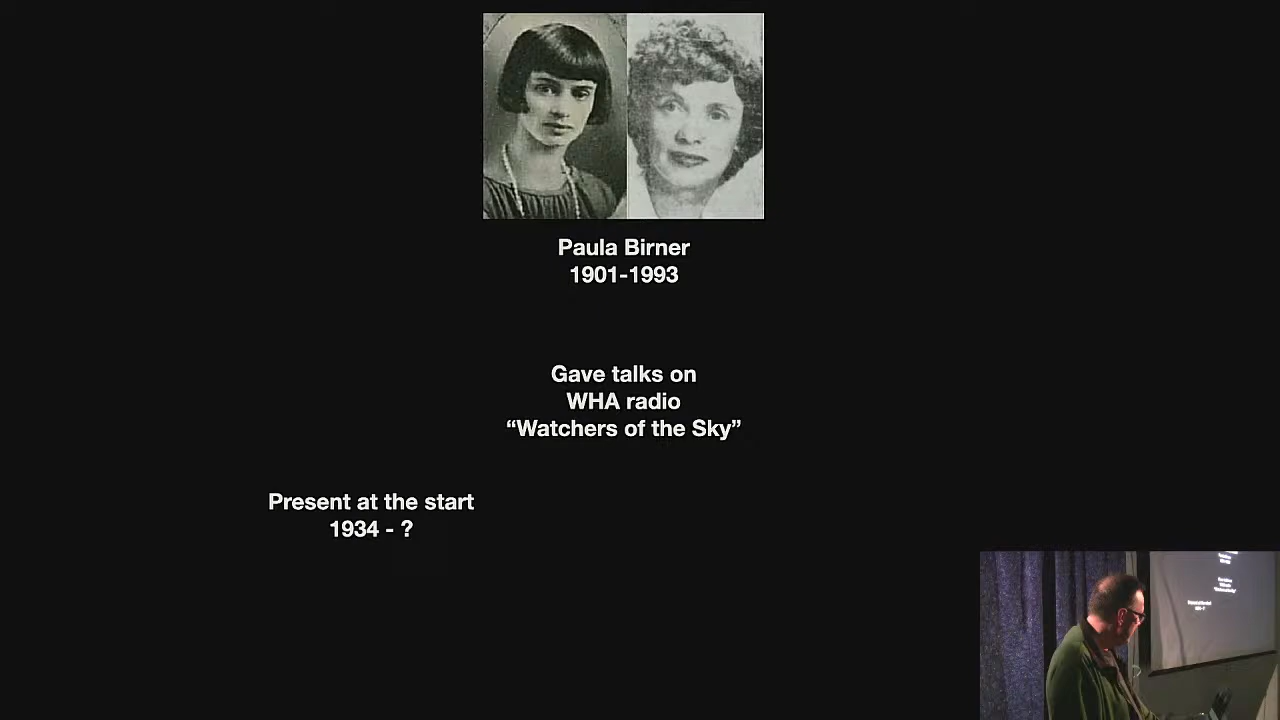 Paula Birner
1901-1993
Gave talks on
WHA radio
“Watchers of the Sky”
Present at the start
1934 - ?